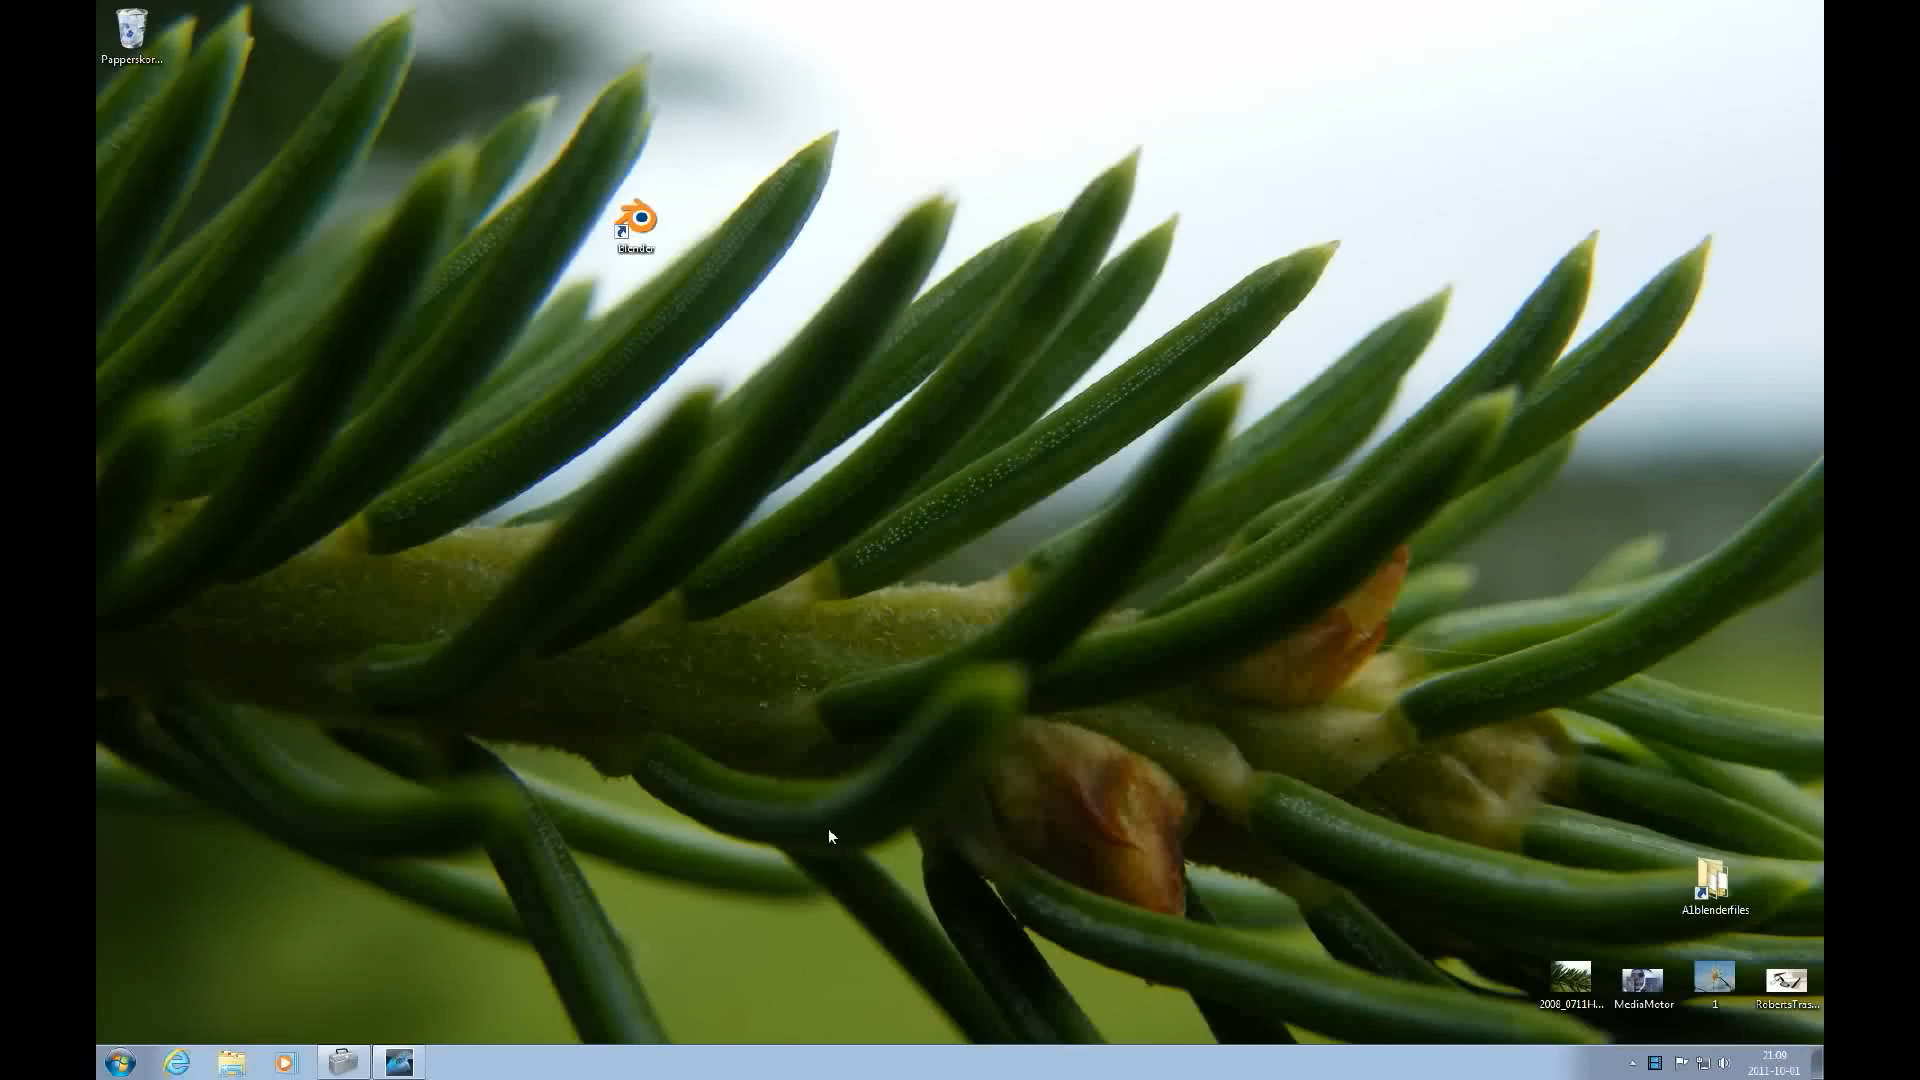 Papperskor...
Blender
A1blenderfiles
2008_0711H...
MediaMotor
1
RobertsTras...
21:09
2011-10-01